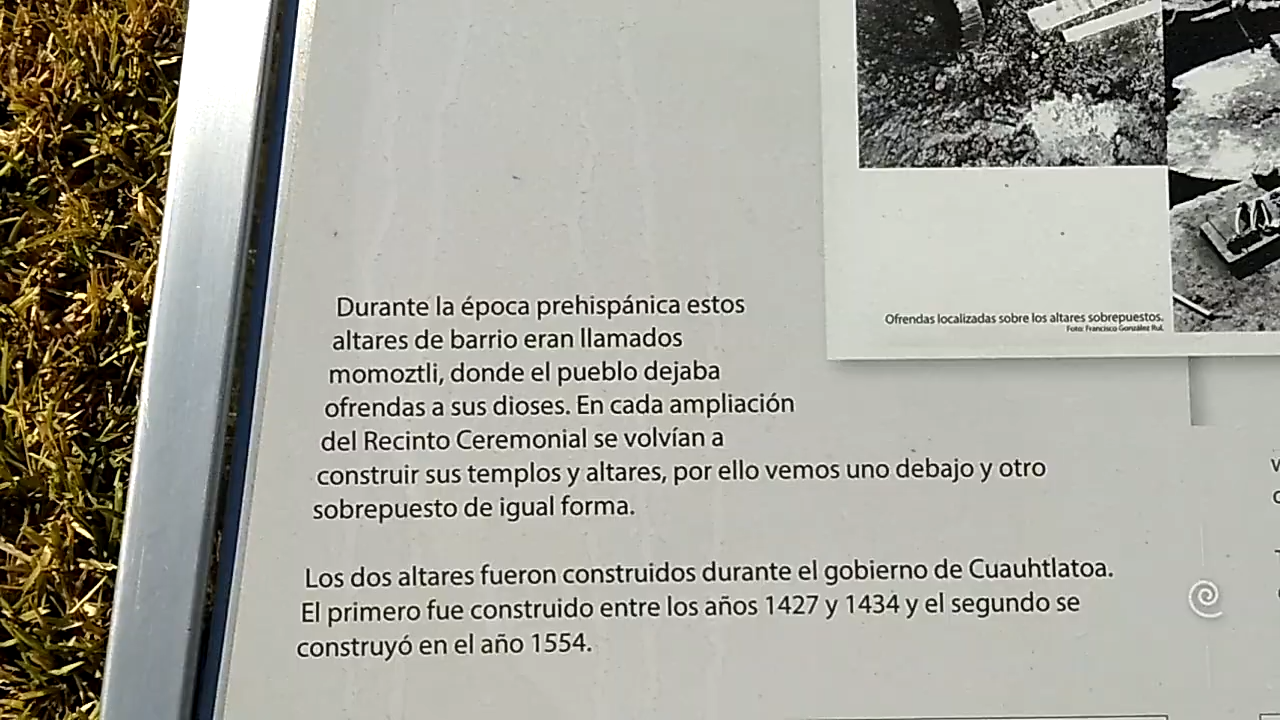 Durante la época prehispánica estos
altares de barrio eran llamados
momoztli, donde el pueblo dejaba
ofrendas a sus dioses. En cada ampliación
del Recinto Ceremonial se volvían a
construir sus templos y altares, por ello vemos uno debajo y otro
sobrepuesto de igual forma.
Los dos altares fueron construidos durante el gobierno de Cuauhtlatoa.
El primero fue construido entre los años 1427 y 1434 y el segundo se
construyó en el año 1554.
Ofrendas localizadas sobre los altares sobrepuestos.
Foto: Francisco González Rul.